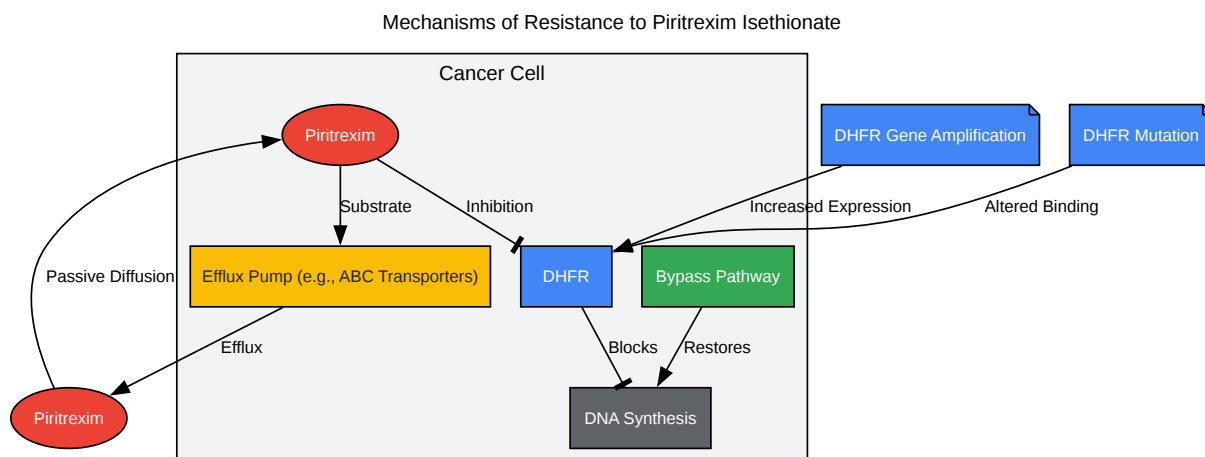 Mechanisms of Resistance to Piritrexim Isethionate
Cancer Cell
Piritrexim
DHFR Gene Amplification
DHFR Mutation
Substrate
Inhibition
Increased Expression
Altered Binding
Passive Diffusion
Efflux Pump (e.g., ABC Transporters)
DHFR
Bypass Pathway
Efflux
Blocks
Restores
Piritrexim
DNA Synthesis